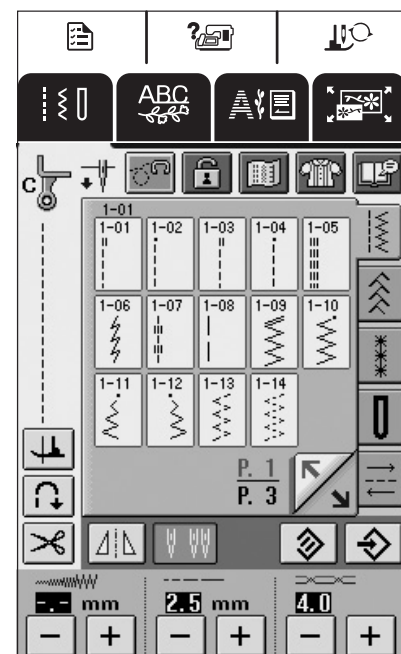 ?
ABC
A
C
1-01
1-01 1-02 1-03 1-04 1-05
1-06 1-07 1-08 1-09 1-10
1-11 1-12 1-13 1-14
P. 1
P. 3
-.- mm 2.5 mm 4.0
- + - + - +